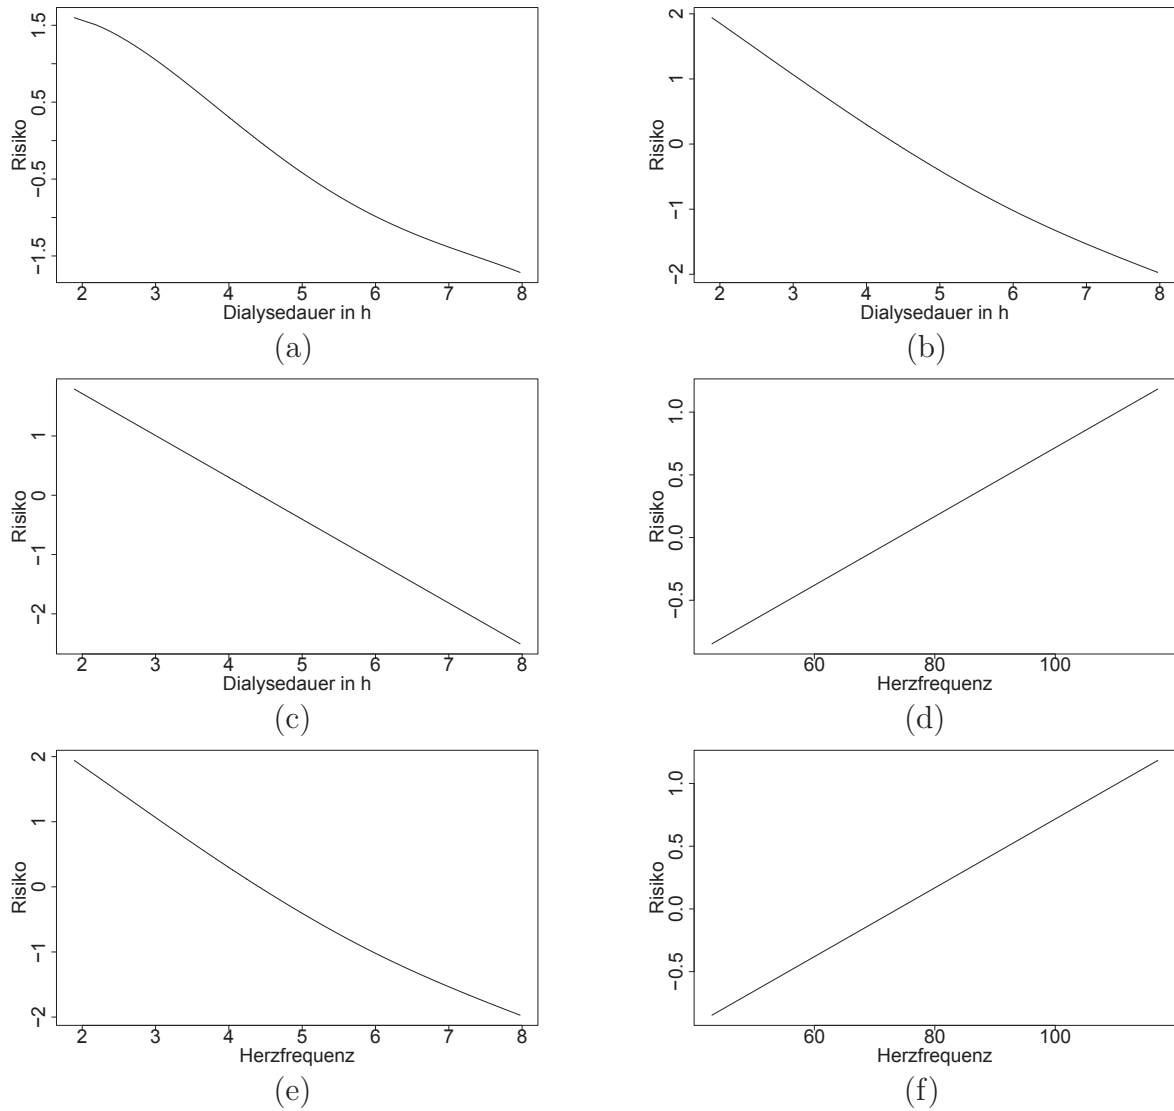 1.5
0.5
−0.5
−1.5
Risiko
2 3 4 5 6 7 8
Dialysedauer in h
(a)
2
1
0
−1
−2
Risiko
2 3 4 5 6 7 8
Dialysedauer in h
(b)
1
0
−1
−2
Risiko
2 3 4 5 6 7 8
Dialysedauer in h
(c)
1.0
0.5
0.0
−0.5
Risiko
60 80 100
Herzfrequenz
(d)
2
1
0
−1
−2
Risiko
2 3 4 5 6 7 8
Herzfrequenz
(e)
1.0
0.5
0.0
−0.5
Risiko
60 80 100
Herzfrequenz
(f)